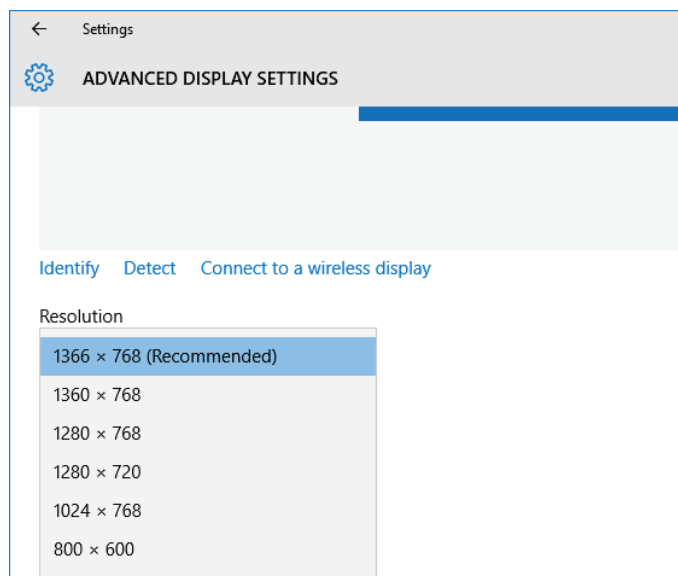 Settings
ADVANCED DISPLAY SETTINGS
Identify Detect Connect to a wireless display
Resolution
1366 × 768 (Recommended)
1360 × 768
1280 × 768
1280 × 720
1024 × 768
800 × 600